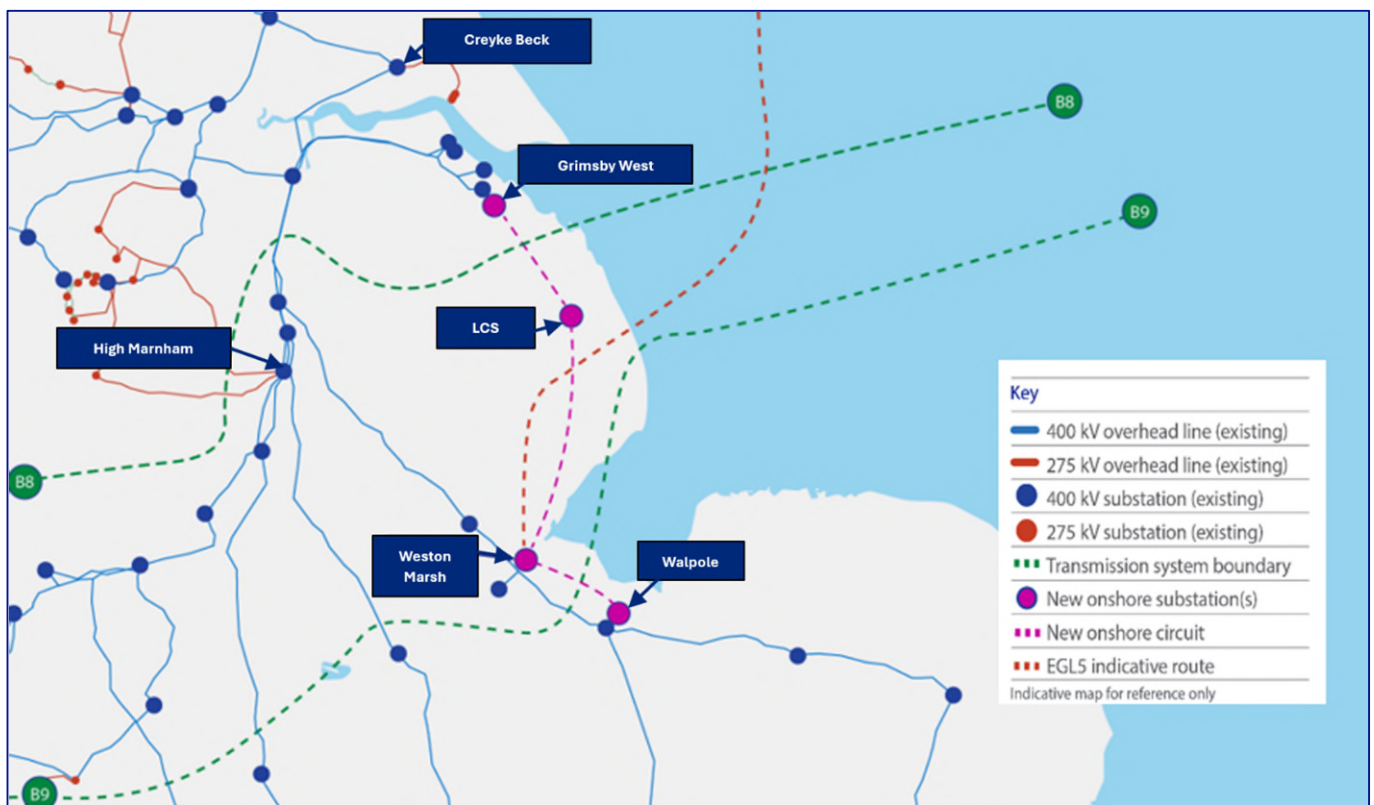 Creyke Beck
B8
Grimsby West
B9
LCS
High Marnham
Key
400 kV overhead line (existing)
275 kV overhead line (existing)
B8
400 kV substation (existing)
275 kV substation (existing)
Weston
Marsh
Walpole
Transmission system boundary
New onshore substation(s)
New onshore circuit
EGL5 indicative route
Indicative map for reference only
B9